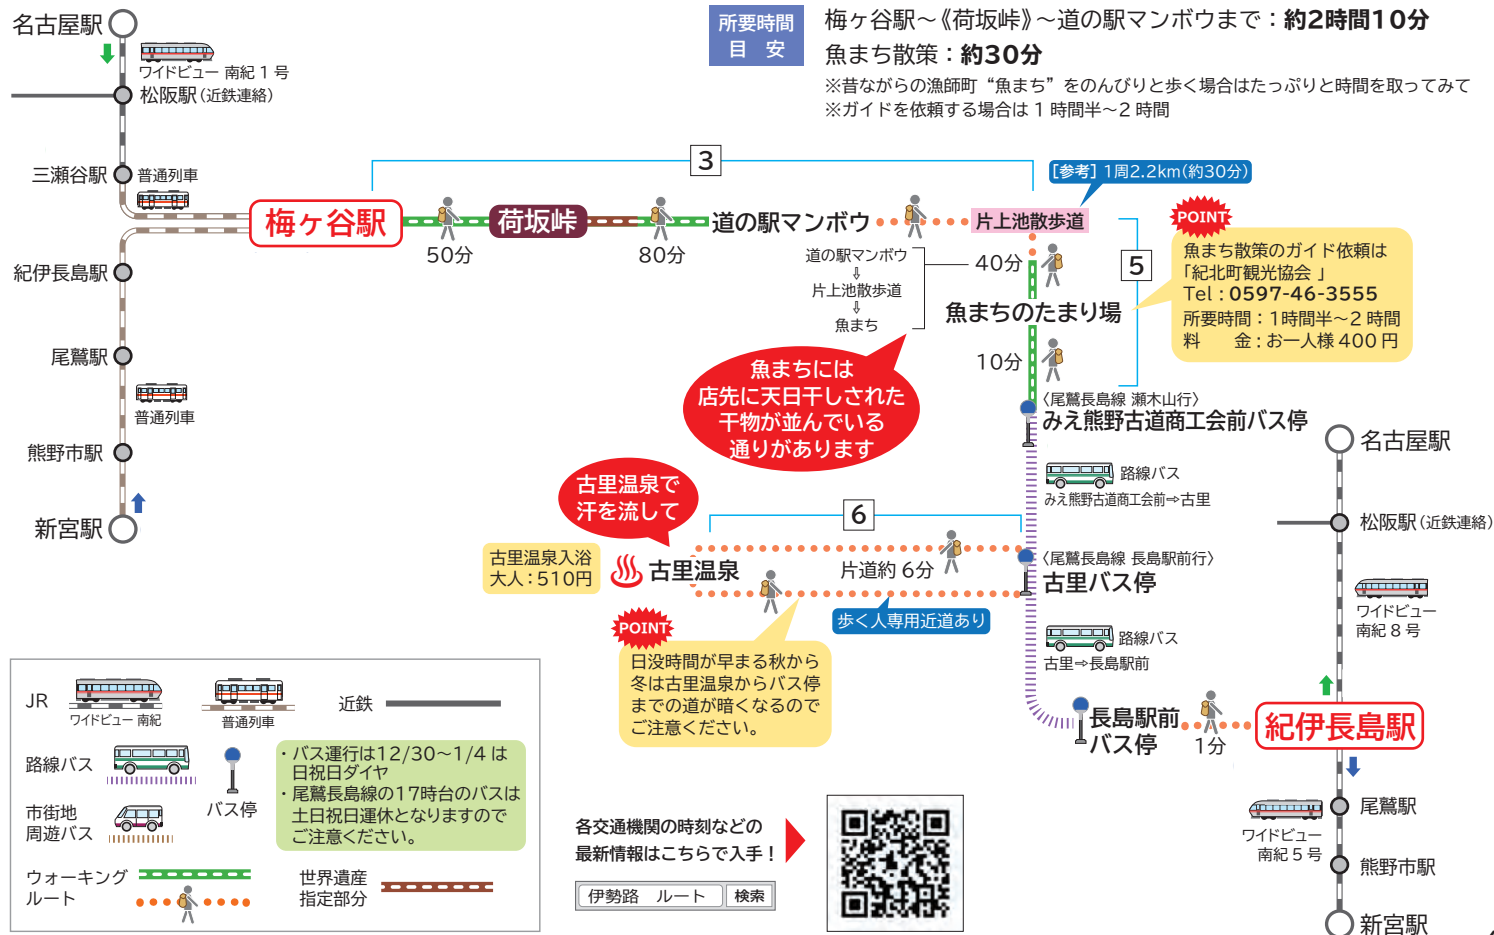 所要時間
目 安
梅ヶ谷駅～《荷坂峠》～道の駅マンボウまで：約2時間10分
魚まち散策：約30分
※昔ながらの漁師町“魚まち”をのんびりと歩く場合はたっぷりと時間を取ってみて
※ガイドを依頼する場合は1時間半～2時間
名古屋駅
ワイドビュー 南紀1号
松阪駅(近鉄連絡)
三瀬谷駅
普通列車
紀伊長島駅
尾鷲駅
普通列車
熊野市駅
新宮駅
3
梅ヶ谷駅
50分
荷坂峠
80分
道の駅マンボウ
[参考] 1周2.2km(約30分)
片上池散歩道
道の駅マンボウ
⇩
片上池散歩道
⇩
魚まち
40分
5
魚まちのたまり場
10分
POINT
魚まち散策のガイド依頼は
「紀北町観光協会 」
Tel：0597-46-3555
所要時間：1時間半～2時間
料　　金：お一人様400円
魚まちには
店先に天日干しされた
干物が並んでいる
通りがあります
〈尾鷲長島線 瀬木山行〉
みえ熊野古道商工会前バス停
路線バス
みえ熊野古道商工会前⇒古里
古里温泉で
汗を流して
6
古里温泉入浴
大人：510円
古里温泉
片道約6分
歩く人専用近道あり
〈尾鷲長島線 長島駅前行〉
古里バス停
POINT
日没時間が早まる秋から
冬は古里温泉からバス停
までの道が暗くなるので
ご注意ください。
路線バス
古里⇒長島駅前
長島駅前
バス停
1分
紀伊長島駅
名古屋駅
松阪駅(近鉄連絡)
ワイドビュー
南紀8号
尾鷲駅
ワイドビュー
南紀5号
熊野市駅
新宮駅
JR
ワイドビュー 南紀
普通列車
近鉄
路線バス
バス停
市街地
周遊バス
・バス運行は12/30～1/4は
日祝日ダイヤ
・尾鷲長島線の17時台のバスは
土日祝日運休となりますので
ご注意ください。
ウォーキング
ルート
世界遺産
指定部分
各交通機関の時刻などの
最新情報はこちらで入手！
伊勢路　ルート
検索